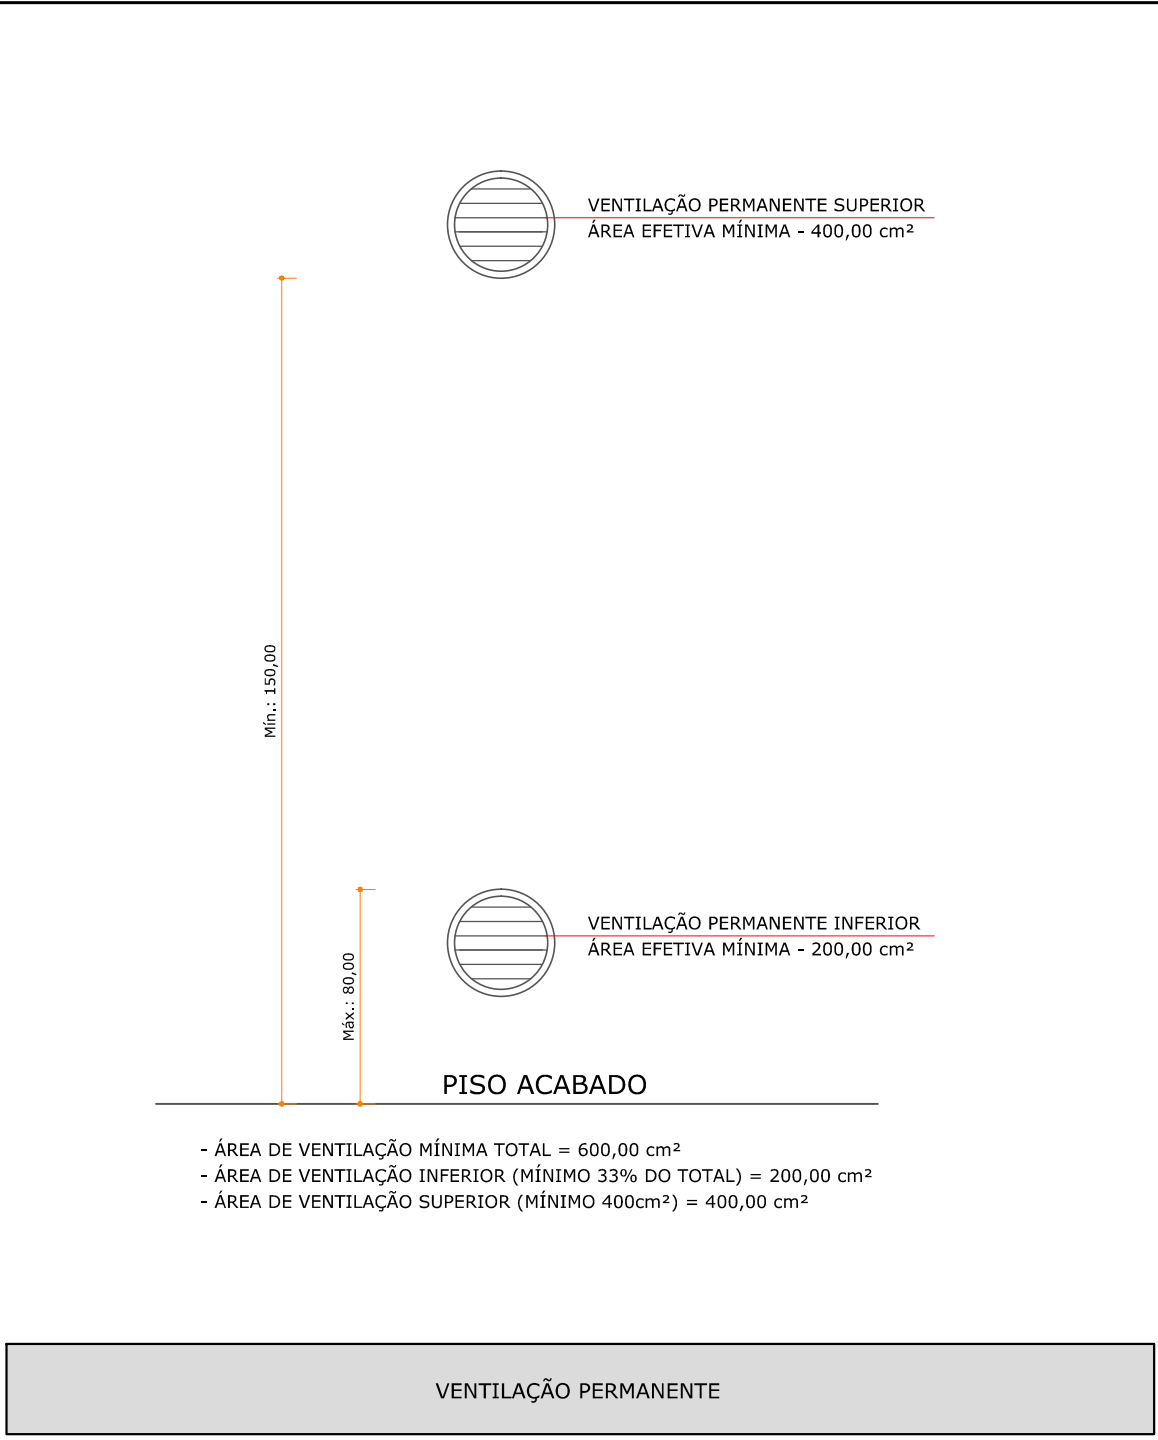 VENTILAÇÃO PERMANENTE SUPERIOR
ÁREA EFETIVA MÍNIMA - 400,00 cm²
Mín.: 150,00
VENTILAÇÃO PERMANENTE INFERIOR
ÁREA EFETIVA MÍNIMA - 200,00 cm²
Máx.: 80,00
PISO ACABADO
- ÁREA DE VENTILAÇÃO MÍNIMA TOTAL = 600,00 cm²
- ÁREA DE VENTILAÇÃO INFERIOR (MÍNIMO 33% DO TOTAL) = 200,00 cm²
- ÁREA DE VENTILAÇÃO SUPERIOR (MÍNIMO 400cm²) = 400,00 cm²
VENTILAÇÃO PERMANENTE